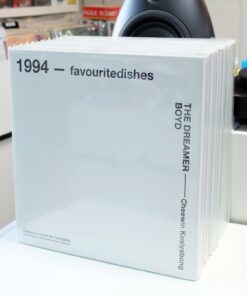 1994 — favouritedishes
THE DREAMER — Cheewin Kosiyabong
BOYD